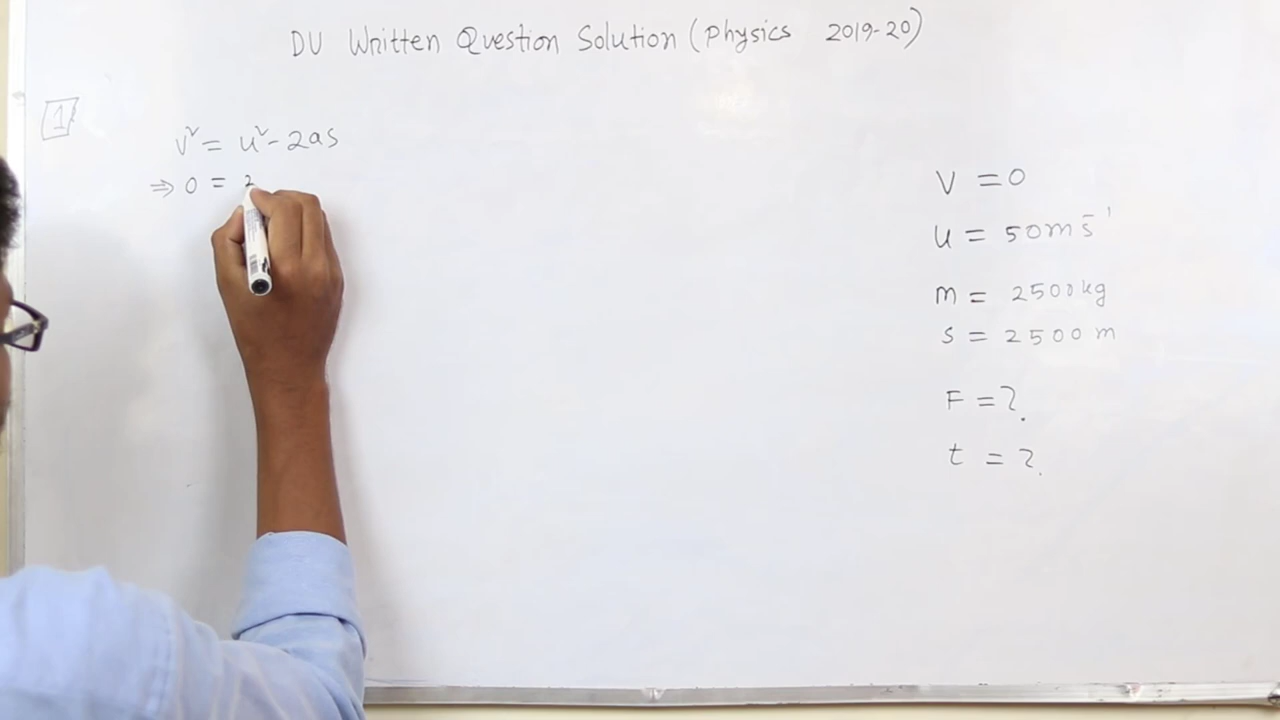 DU Written Question Solution (Physics 2019-20)
1
v² = u² - 2as
⇒ 0 =
V = 0
u = 50ms⁻¹
m = 2500kg
s = 2500 m
F = ?
t = ?